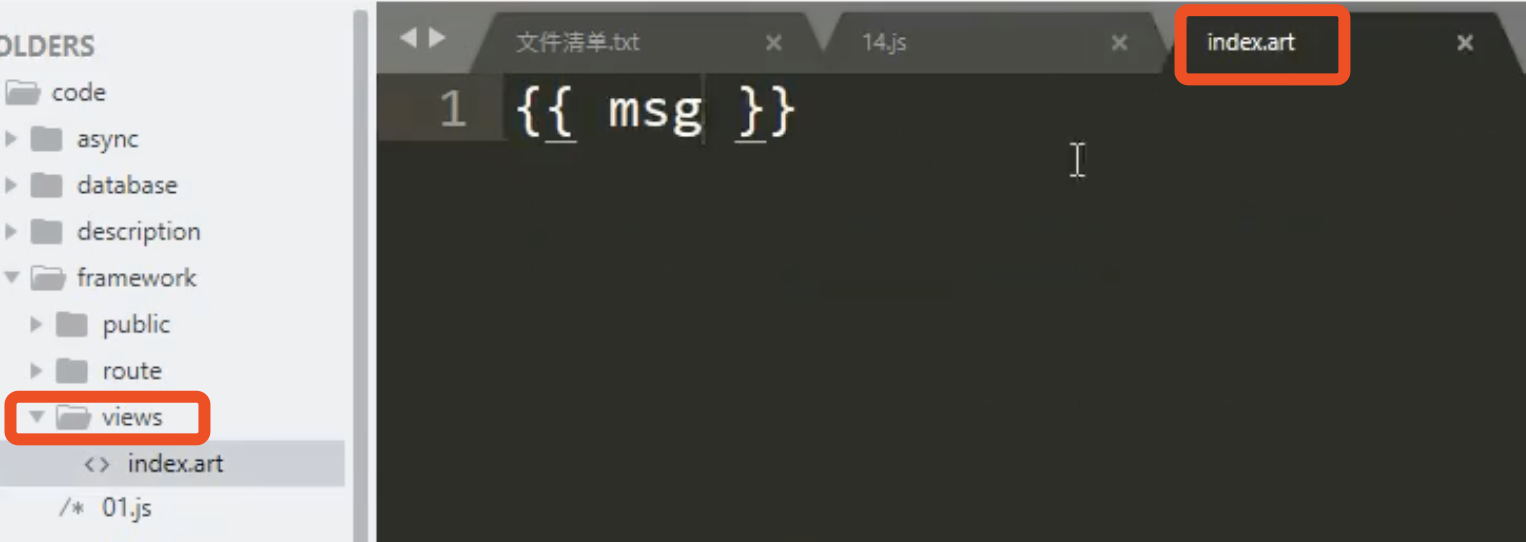 OLDERS
code
async
database
description
framework
public
route
views
<> index.art
/* 01.js
文件清单.txt ×
14.js ×
index.art ×
1 {{ msg }}